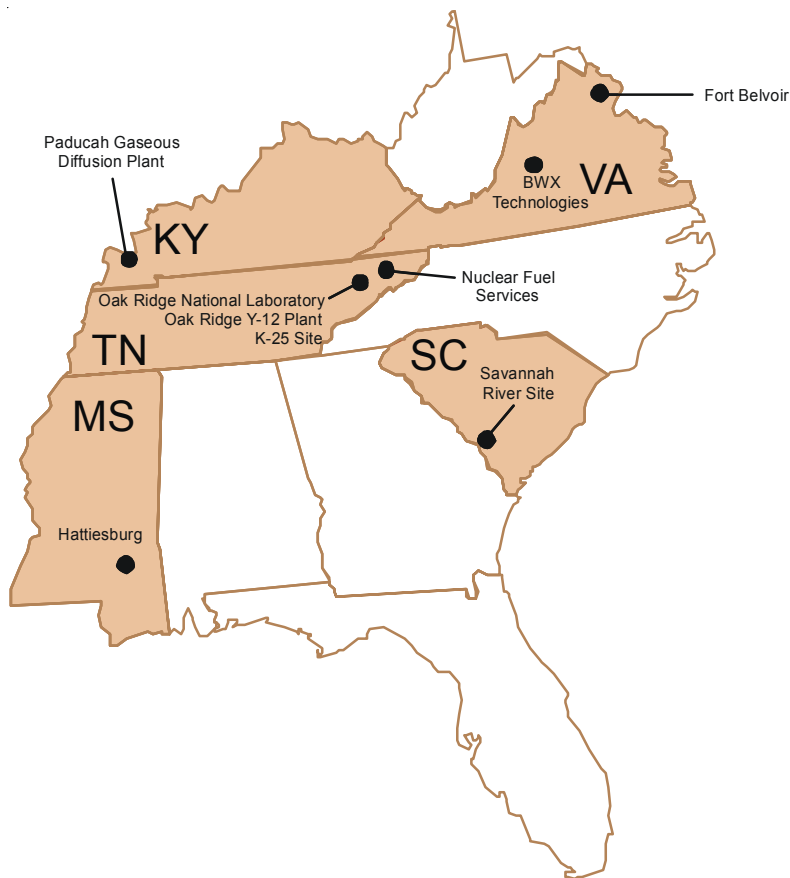 Fort Belvoir
Paducah Gaseous
Diffusion Plant
BWX
Technologies
VA
KY
Nuclear Fuel
Services
Oak Ridge National Laboratory
Oak Ridge Y-12 Plant
K-25 Site
TN
SC
Savannah
River Site
MS
Hattiesburg